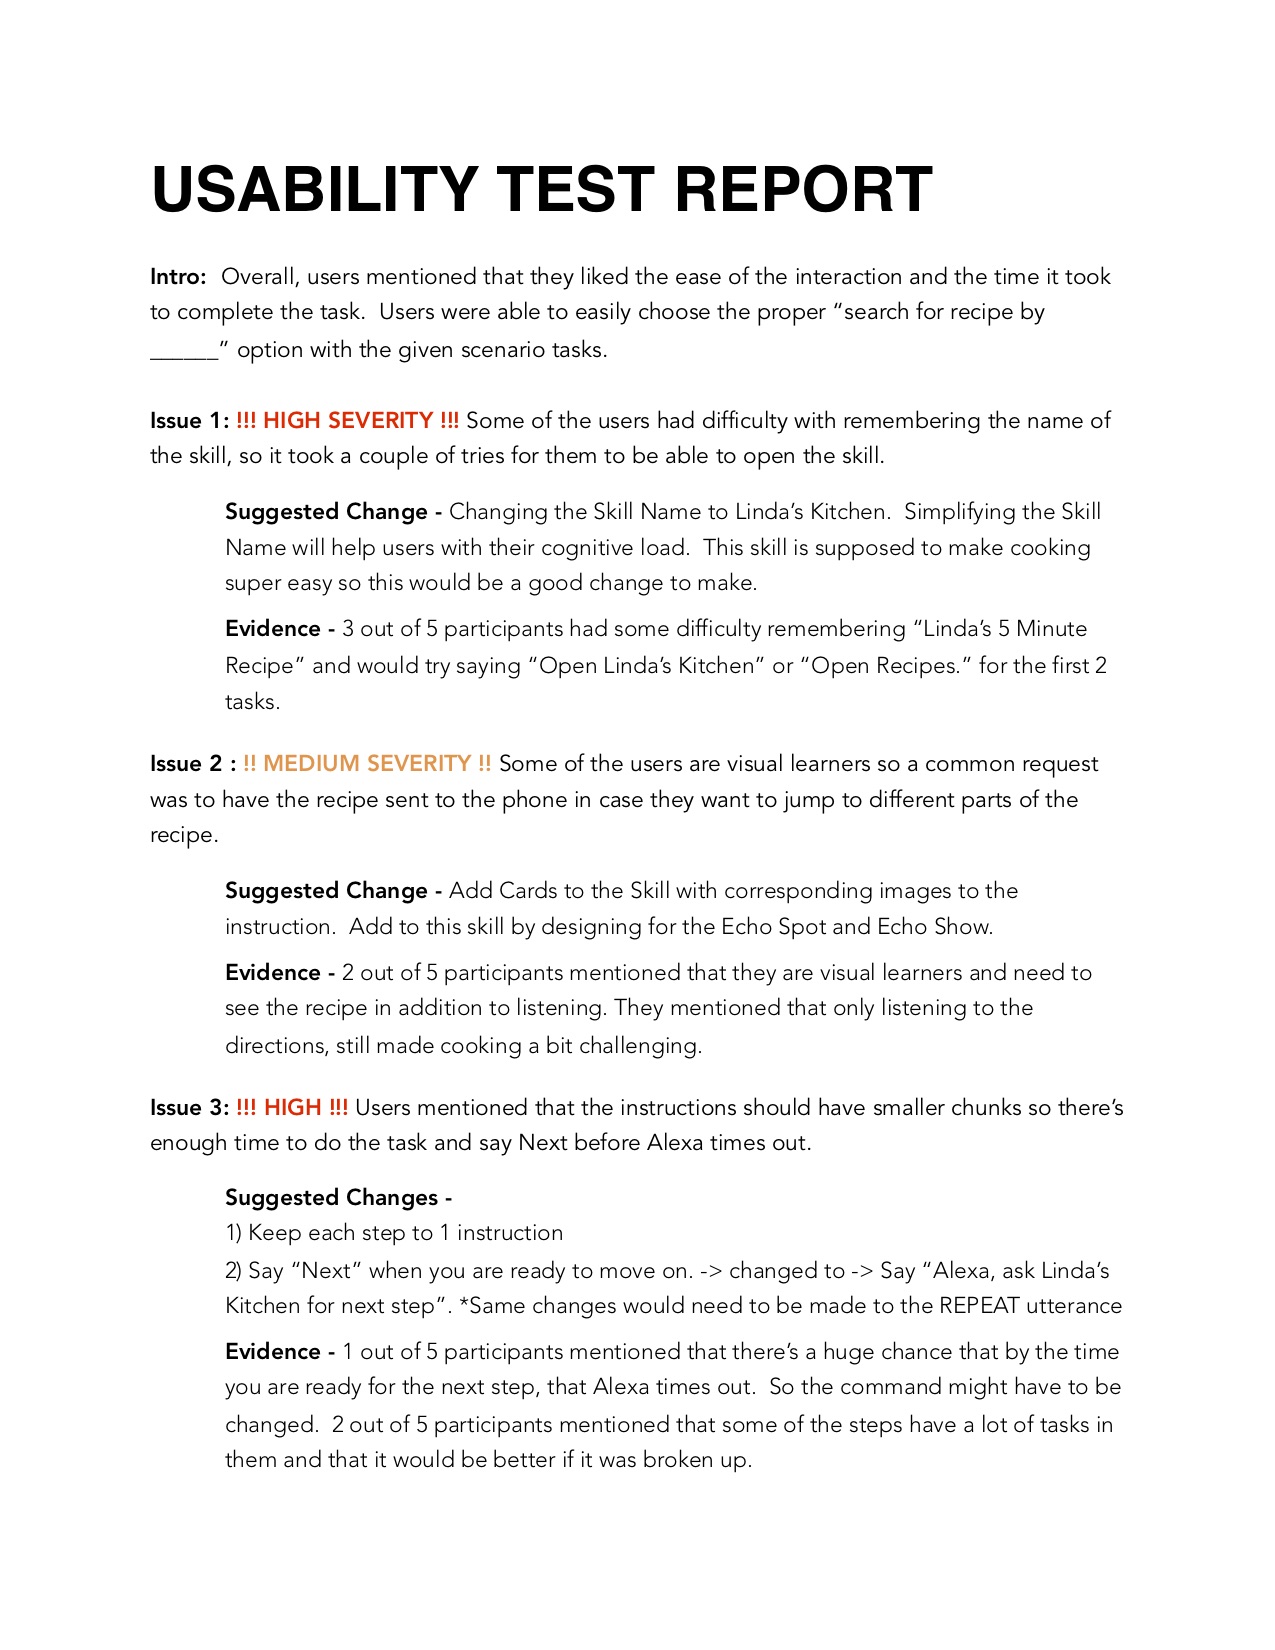 USABILITY TEST REPORT
Intro:  Overall, users mentioned that they liked the ease of the interaction and the time it took
to complete the task.  Users were able to easily choose the proper “search for recipe by
______” option with the given scenario tasks.
Issue 1: !!! HIGH SEVERITY !!! Some of the users had difficulty with remembering the name of
the skill, so it took a couple of tries for them to be able to open the skill.
Suggested Change - Changing the Skill Name to Linda’s Kitchen.  Simplifying the Skill
Name will help users with their cognitive load.  This skill is supposed to make cooking
super easy so this would be a good change to make.
Evidence - 3 out of 5 participants had some difficulty remembering “Linda’s 5 Minute
Recipe” and would try saying “Open Linda’s Kitchen” or “Open Recipes.” for the first 2
tasks.
Issue 2 : !! MEDIUM SEVERITY !! Some of the users are visual learners so a common request
was to have the recipe sent to the phone in case they want to jump to different parts of the
recipe.
Suggested Change - Add Cards to the Skill with corresponding images to the
instruction.  Add to this skill by designing for the Echo Spot and Echo Show.
Evidence - 2 out of 5 participants mentioned that they are visual learners and need to
see the recipe in addition to listening. They mentioned that only listening to the
directions, still made cooking a bit challenging.
Issue 3: !!! HIGH !!! Users mentioned that the instructions should have smaller chunks so there’s
enough time to do the task and say Next before Alexa times out.
Suggested Changes -
1) Keep each step to 1 instruction
2) Say “Next” when you are ready to move on. -> changed to -> Say “Alexa, ask Linda’s
Kitchen for next step”. *Same changes would need to be made to the REPEAT utterance
Evidence - 1 out of 5 participants mentioned that there’s a huge chance that by the time
you are ready for the next step, that Alexa times out.  So the command might have to be
changed.  2 out of 5 participants mentioned that some of the steps have a lot of tasks in
them and that it would be better if it was broken up.